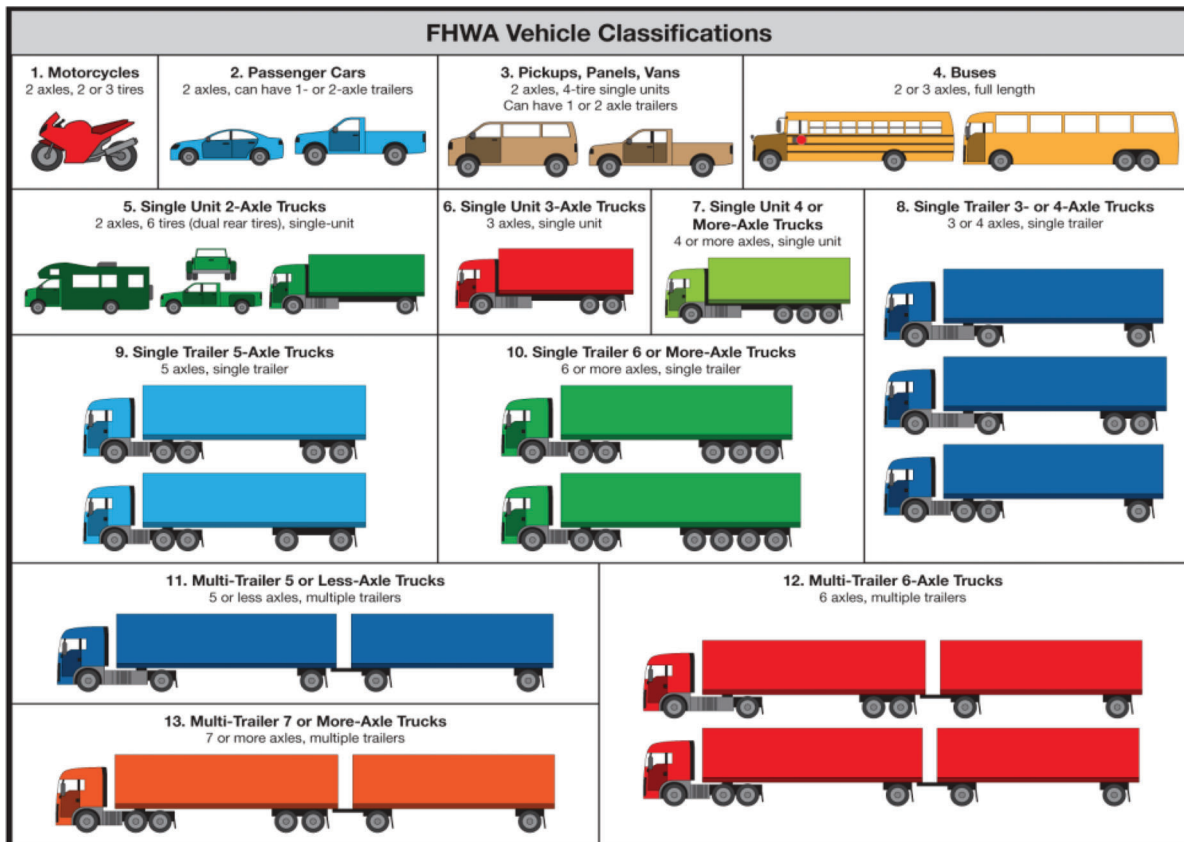 FHWA Vehicle Classifications
1. Motorcycles
2 axles, 2 or 3 tires
2. Passenger Cars
2 axles, can have 1- or 2-axle trailers
3. Pickups, Panels, Vans
2 axles, 4-tire single units
Can have 1 or 2 axle trailers
4. Buses
2 or 3 axles, full length
5. Single Unit 2-Axle Trucks
2 axles, 6 tires (dual rear tires), single-unit
6. Single Unit 3-Axle Trucks
3 axles, single unit
7. Single Unit 4 or
More-Axle Trucks
4 or more axles, single unit
8. Single Trailer 3- or 4-Axle Trucks
3 or 4 axles, single trailer
9. Single Trailer 5-Axle Trucks
5 axles, single trailer
10. Single Trailer 6 or More-Axle Trucks
6 or more axles, single trailer
11. Multi-Trailer 5 or Less-Axle Trucks
5 or less axles, multiple trailers
12. Multi-Trailer 6-Axle Trucks
6 axles, multiple trailers
13. Multi-Trailer 7 or More-Axle Trucks
7 or more axles, multiple trailers